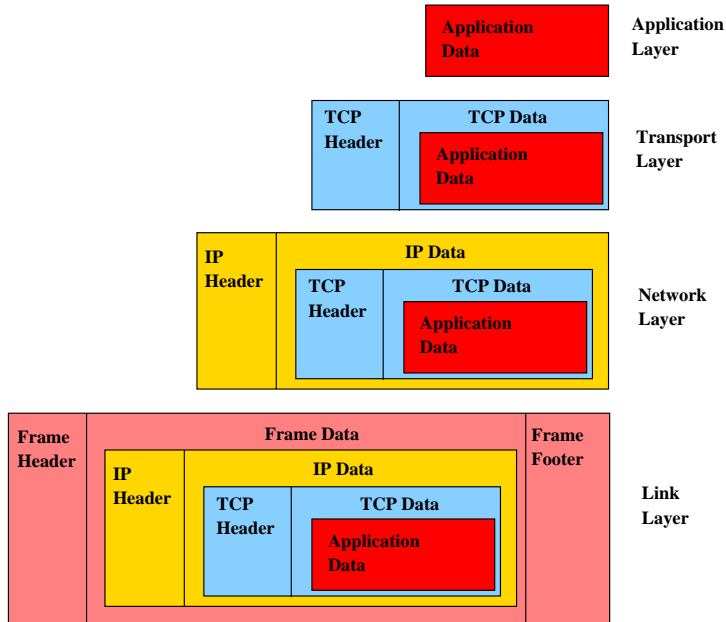 Application
Data
Application
Layer
TCP
Header
TCP Data
Application
Data
Transport
Layer
IP
Header
IP Data
TCP
Header
TCP Data
Application
Data
Network
Layer
Frame
Header
Frame Data
Frame
Footer
IP
Header
IP Data
TCP
Header
TCP Data
Application
Data
Link
Layer